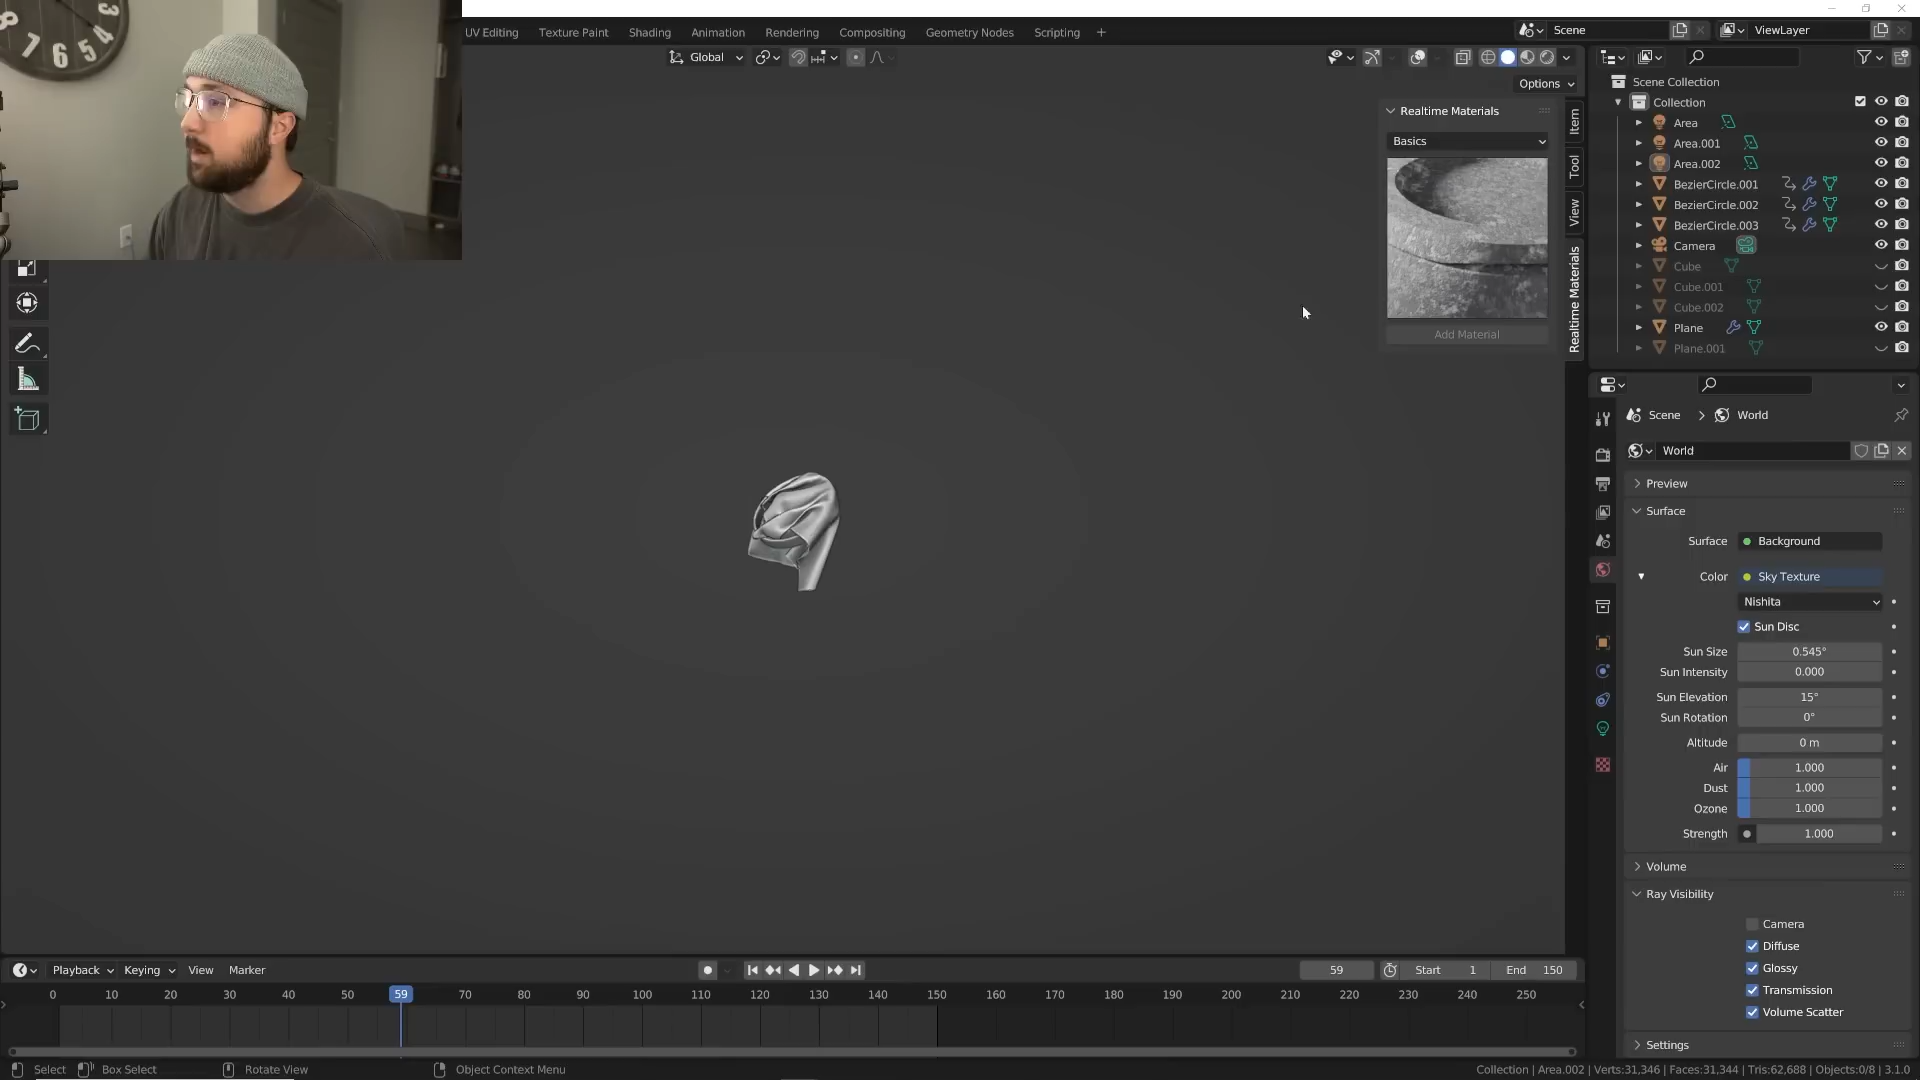 UV Editing Texture Paint Shading Animation Rendering Compositing Geometry Nodes Scripting +
Scene
ViewLayer
Global
Options
Realtime Materials
Basics
Add Material
Item
Tool
View
Realtime Materials
Scene Collection
Collection
Area
Area.001
Area.002
BezierCircle.001
BezierCircle.002
BezierCircle.003
Camera
Cube
Cube.001
Cube.002
Plane
Plane.001
Scene > World
World
Preview
Surface
Surface Background
Color Sky Texture
Nishita
Sun Disc
Sun Size 0.545°
Sun Intensity 0.000
Sun Elevation 15°
Sun Rotation 0°
Altitude 0 m
Air 1.000
Dust 1.000
Ozone 1.000
Strength 1.000
Volume
Ray Visibility
Camera
Diffuse
Glossy
Transmission
Volume Scatter
Settings
Playback Keying View Marker
59 Start 1 End 150
0 10 20 30 40 50 59 70 80 90 100 110 120 130 140 150 160 170 180 190 200 210 220 230 240 250
Select Box Select Rotate View Object Context Menu
Collection | Area.002 | Verts:31,346 | Faces:31,344 | Tris:62,688 | Objects:0/8 | 3.1.0
8 7 6 5 4 3